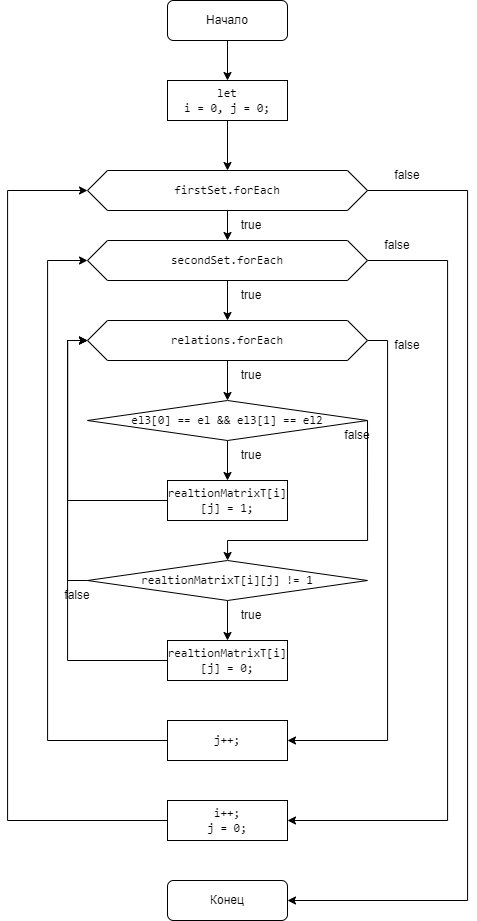 Начало
let
i = 0, j = 0;
false
firstSet.forEach
true
false
secondSet.forEach
true
relations.forEach
false
true
el3[0] == el && el3[1] == el2
false
true
realtionMatrixT[i]
[j] = 1;
realtionMatrixT[i][j] != 1
false
true
realtionMatrixT[i]
[j] = 0;
j++;
i++;
j = 0;
Конец